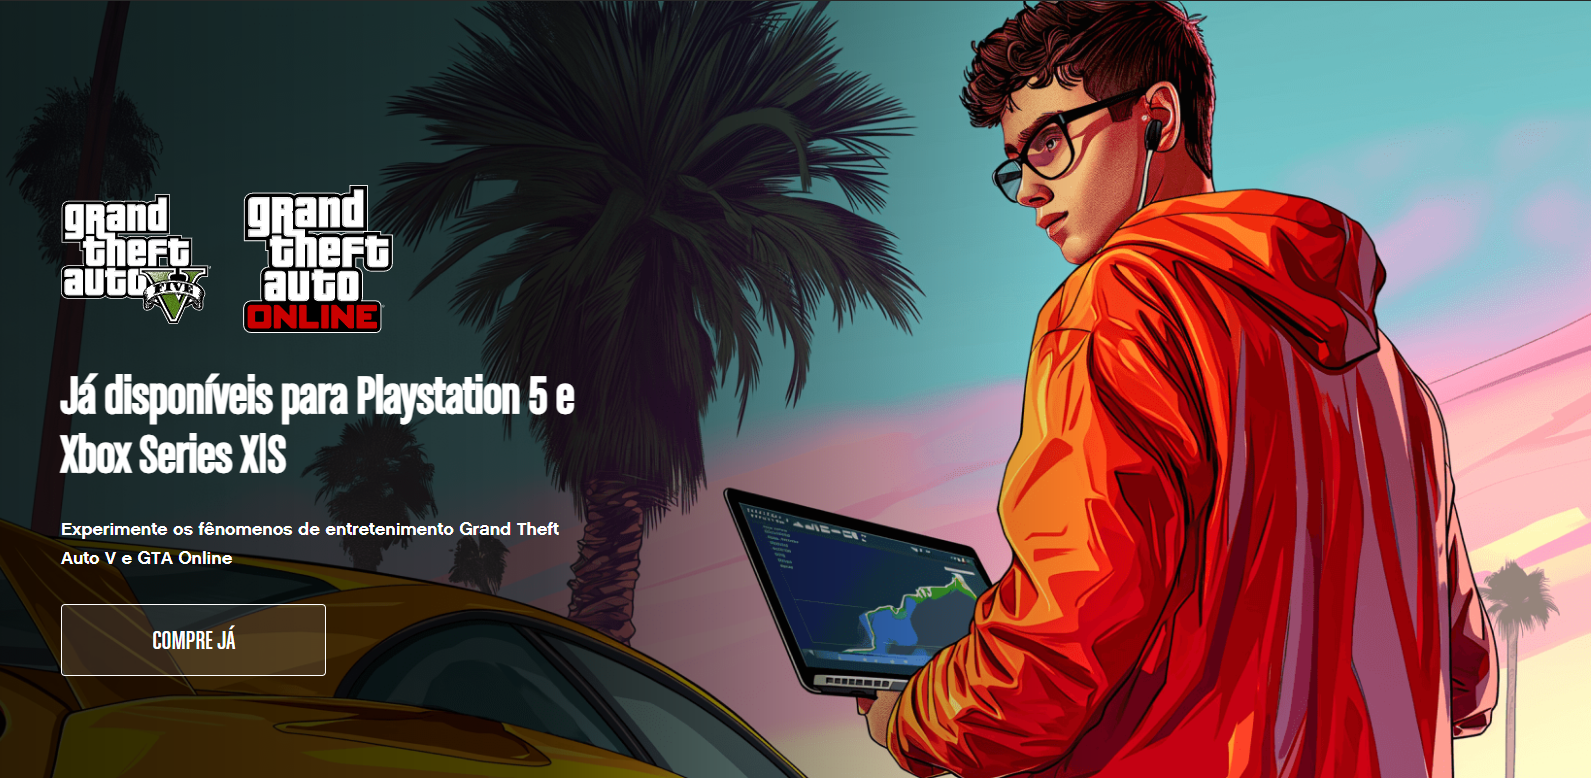 grand
theft
auto
FIVE
V
grand
theft
auto
ONLINE
Já disponíveis para Playstation 5 e
Xbox Series X|S
Experimente os fênomenos de entretenimento Grand Theft
Auto V e GTA Online
COMPRE JÁ